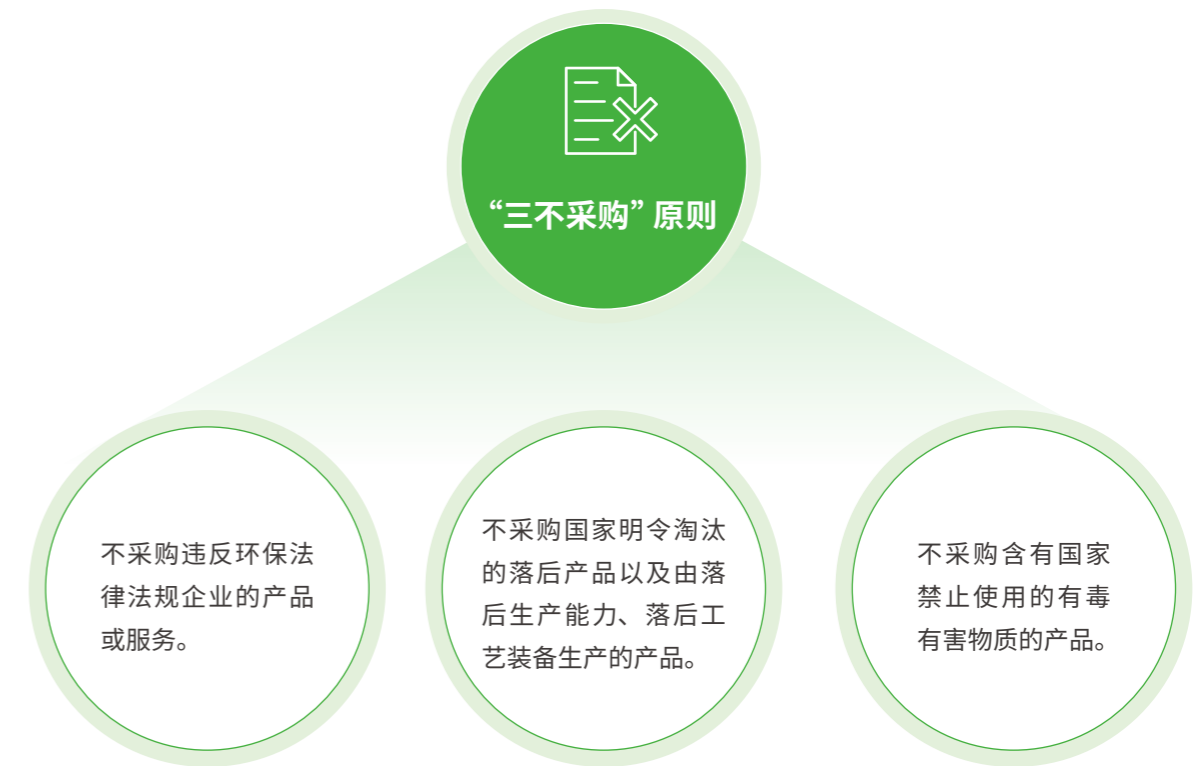 “三不采购”原则
不采购违反环保法
律法规企业的产品
或服务。
不采购国家明令淘汰
的落后产品以及由落
后生产能力、落后工
艺装备生产的产品。
不采购含有国家
禁止使用的有毒
有害物质的产品。